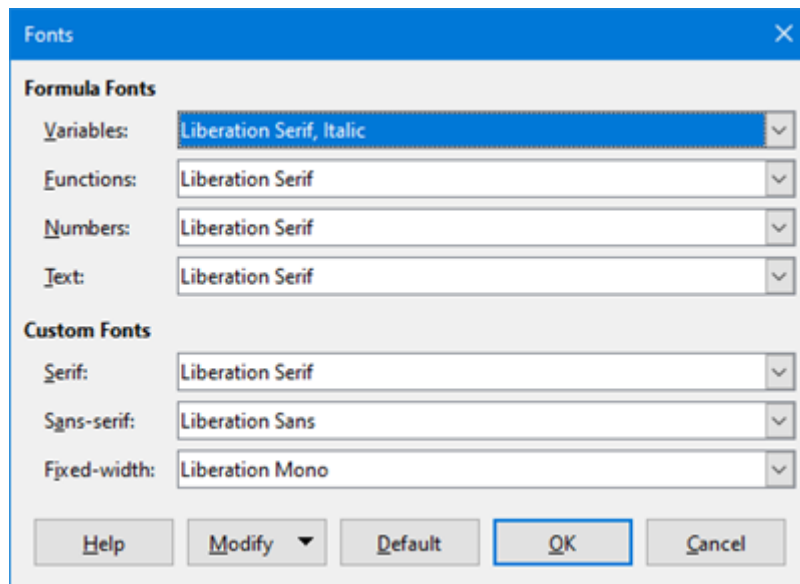 Fonts
Formula Fonts
Variables: Liberation Serif, Italic
Functions: Liberation Serif
Numbers: Liberation Serif
Text: Liberation Serif
Custom Fonts
Serif: Liberation Serif
Sans-serif: Liberation Sans
Fixed-width: Liberation Mono
Help Modify Default OK Cancel